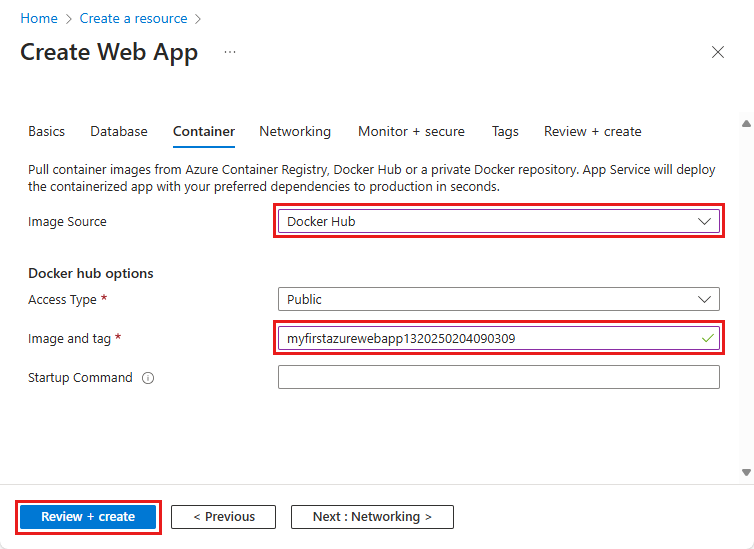 Home > Create a resource >
Create Web App ...
Basics Database Container Networking Monitor + secure Tags Review + create
Pull container images from Azure Container Registry, Docker Hub or a private Docker repository. App Service will deploy
the containerized app with your preferred dependencies to production in seconds.
Image Source Docker Hub
Docker hub options
Access Type * Public
Image and tag * myfirstazurewebapp1320250204090309
Startup Command
Review + create < Previous Next : Networking >